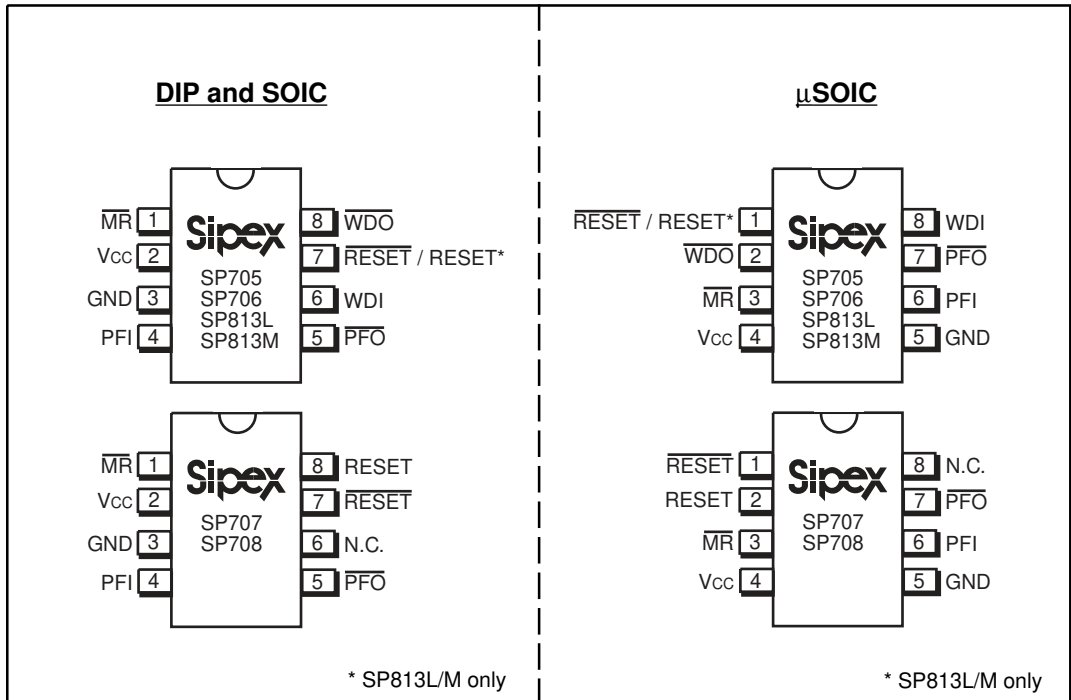 DIP and SOIC
MR 1
VCC 2
GND 3
PFI 4
Sipex
SP705
SP706
SP813L
SP813M
8 WDO
7 RESET / RESET*
6 WDI
5 PFO
MR 1
VCC 2
GND 3
PFI 4
Sipex
SP707
SP708
8 RESET
7 RESET
6 N.C.
5 PFO
* SP813L/M only
µSOIC
RESET / RESET* 1
WDO 2
MR 3
VCC 4
Sipex
SP705
SP706
SP813L
SP813M
8 WDI
7 PFO
6 PFI
5 GND
RESET 1
RESET 2
MR 3
VCC 4
Sipex
SP707
SP708
8 N.C.
7 PFO
6 PFI
5 GND
* SP813L/M only